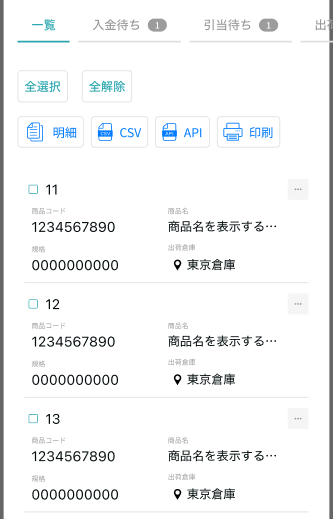 一覧 入金待ち 1 引当待ち 1 出荷
全選択 全解除
明細 CSV CSV API API 印刷
11 ...
商品コード 商品名
1234567890 商品名を表示する…
規格 出荷倉庫
0000000000 東京倉庫
12 ...
商品コード 商品名
1234567890 商品名を表示する…
規格 出荷倉庫
0000000000 東京倉庫
13 ...
商品コード 商品名
1234567890 商品名を表示する…
規格 出荷倉庫
0000000000 東京倉庫